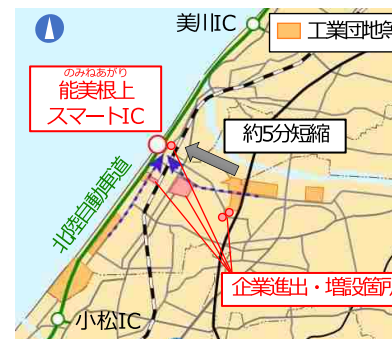 美川IC
工業団地等
のみねあがり
能美根上
スマートIC
約5分短縮
北陸自動車道
企業進出・増設箇所
小松IC